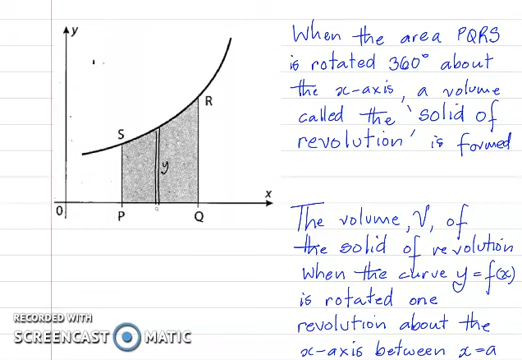 y
When the area PQRS
is rotated 360° about
the x-axis, a volume
called the 'solid of
revolution' is formed
S
R
y
x
O
P
Q
The volume, V, of
the solid of revolution
when the curve y = f(x)
is rotated one
revolution about the
x-axis between x=a
RECORDED WITH
SCREENCAST MATIC